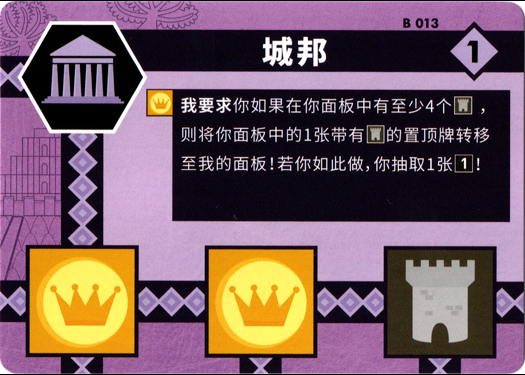 B 013
城邦
1
我要求你如果在你面板中有至少4个，
则将你面板中的1张带有的置顶牌转移
至我的面板！若你如此做，你抽取1张1！